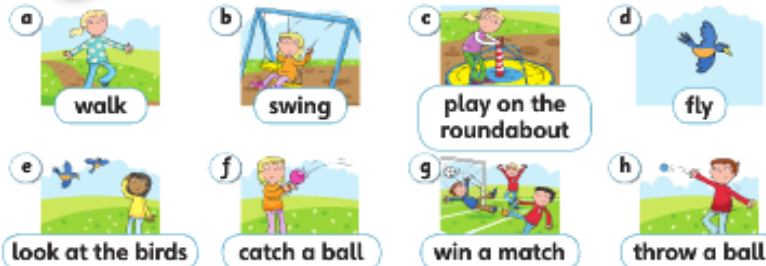 a
walk
b
swing
c
play on the
roundabout
d
fly
e
look at the birds
f
catch a ball
g
win a match
h
throw a ball